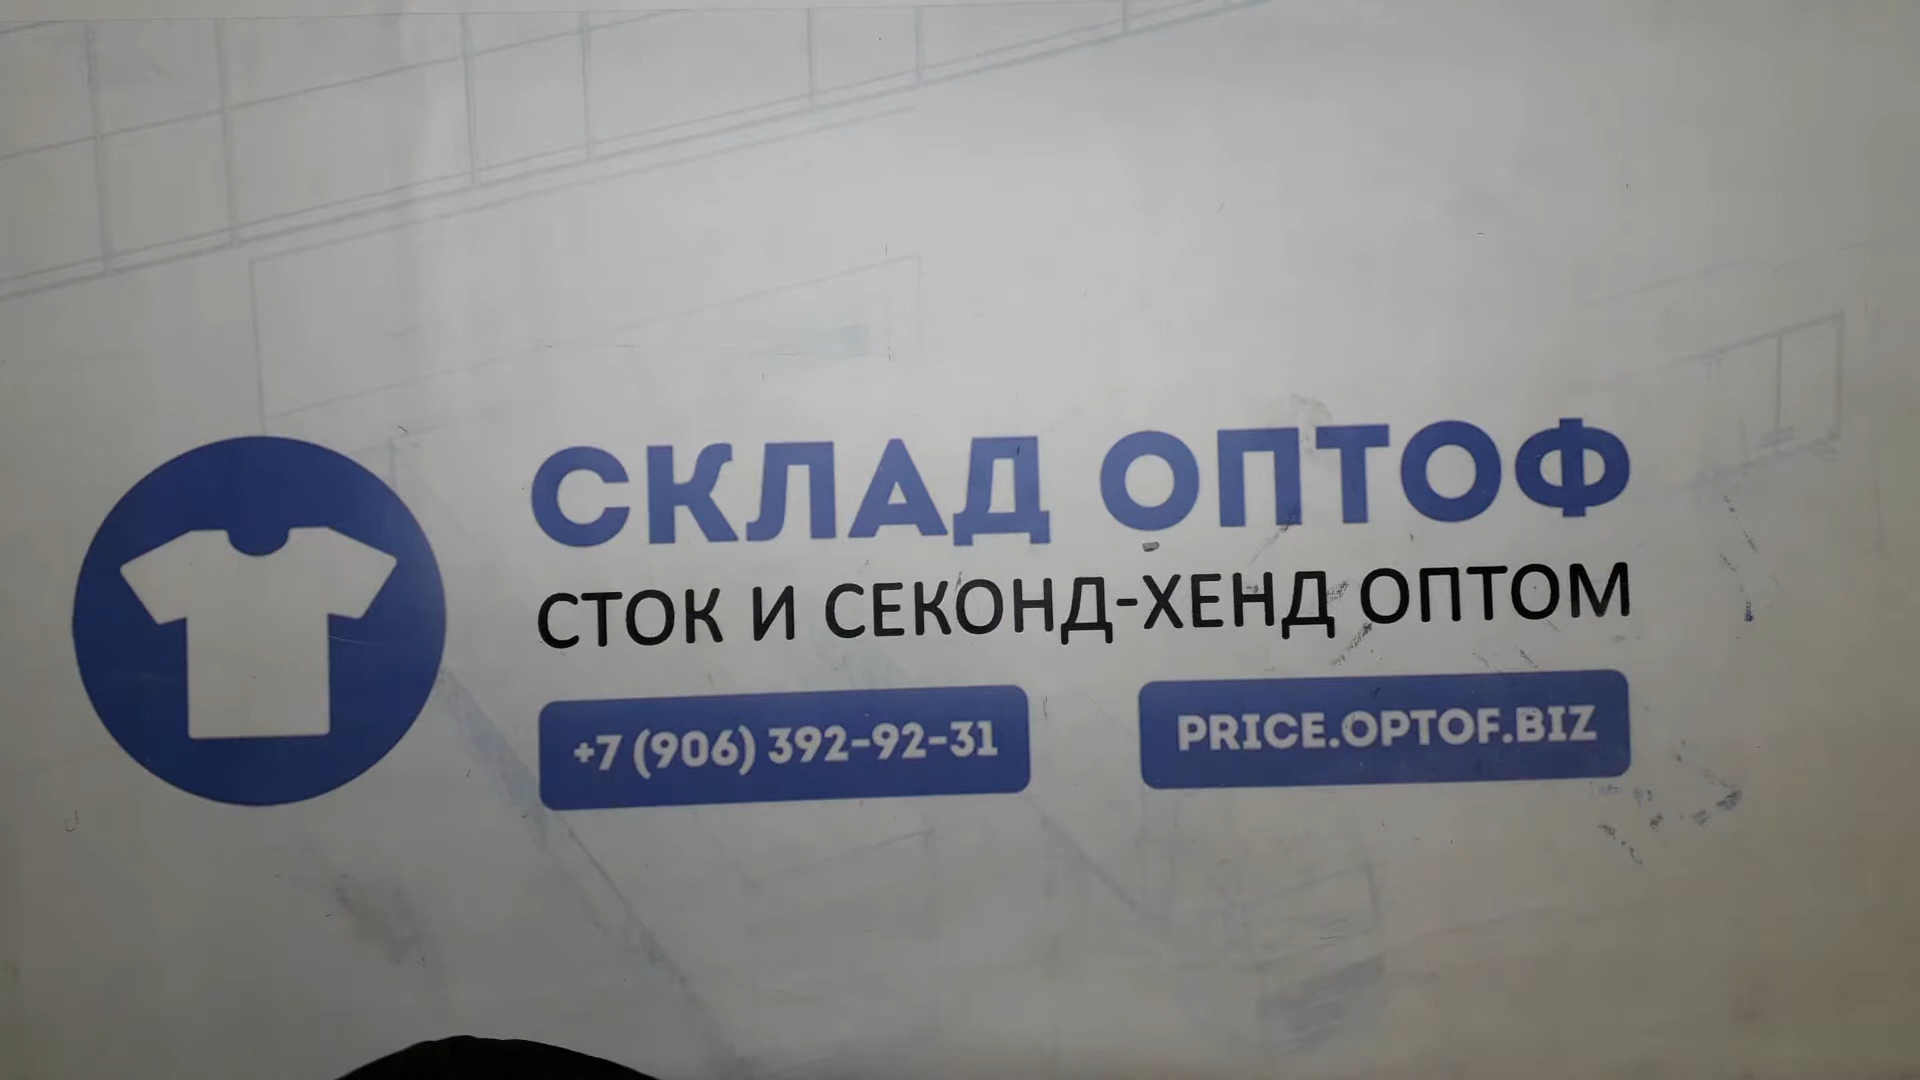 СКЛАД ОПТОФ
СТОК И СЕКОНД-ХЕНД ОПТОМ
+7 (906) 392-92-31
PRICE.OPTOF.BIZ